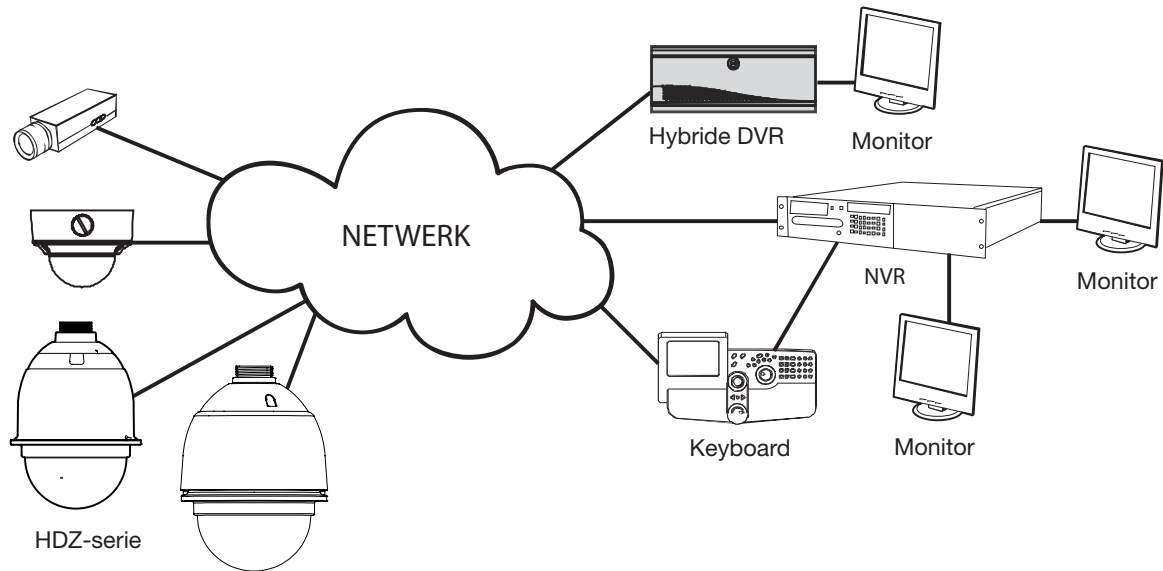 Hybride DVR
Monitor
NETWERK
NVR
Monitor
Keyboard
Monitor
HDZ-serie